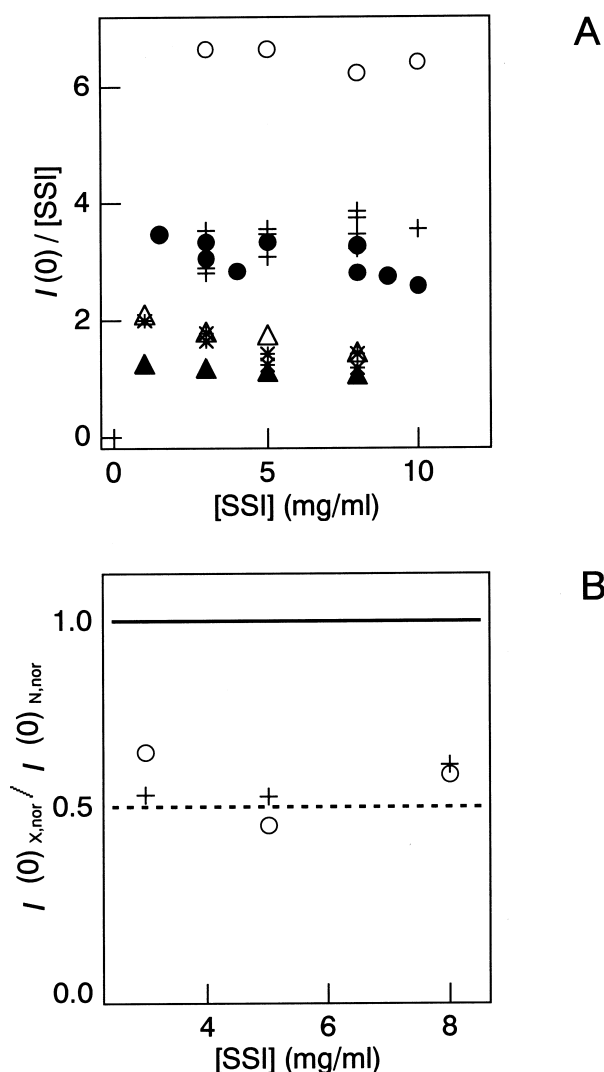 A
6
4
2
0
I (0) / [SSI]
0 5 10
[SSI] (mg/ml)
B
1.0
0.5
0.0
I (0) X,nor / I (0) N,nor
4 6 8
[SSI] (mg/ml)